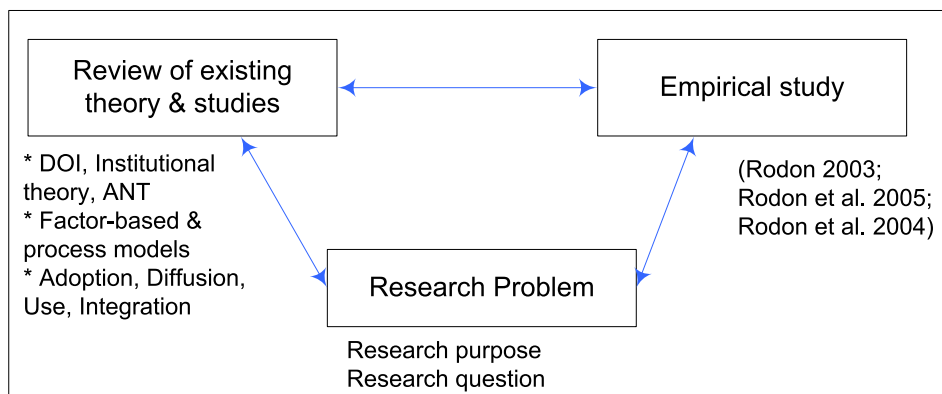 Review of existing
theory & studies
Empirical study
* DOI, Institutional
theory, ANT
* Factor-based &
process models
* Adoption, Diffusion,
Use, Integration
(Rodon 2003;
Rodon et al. 2005;
Rodon et al. 2004)
Research Problem
Research purpose
Research question